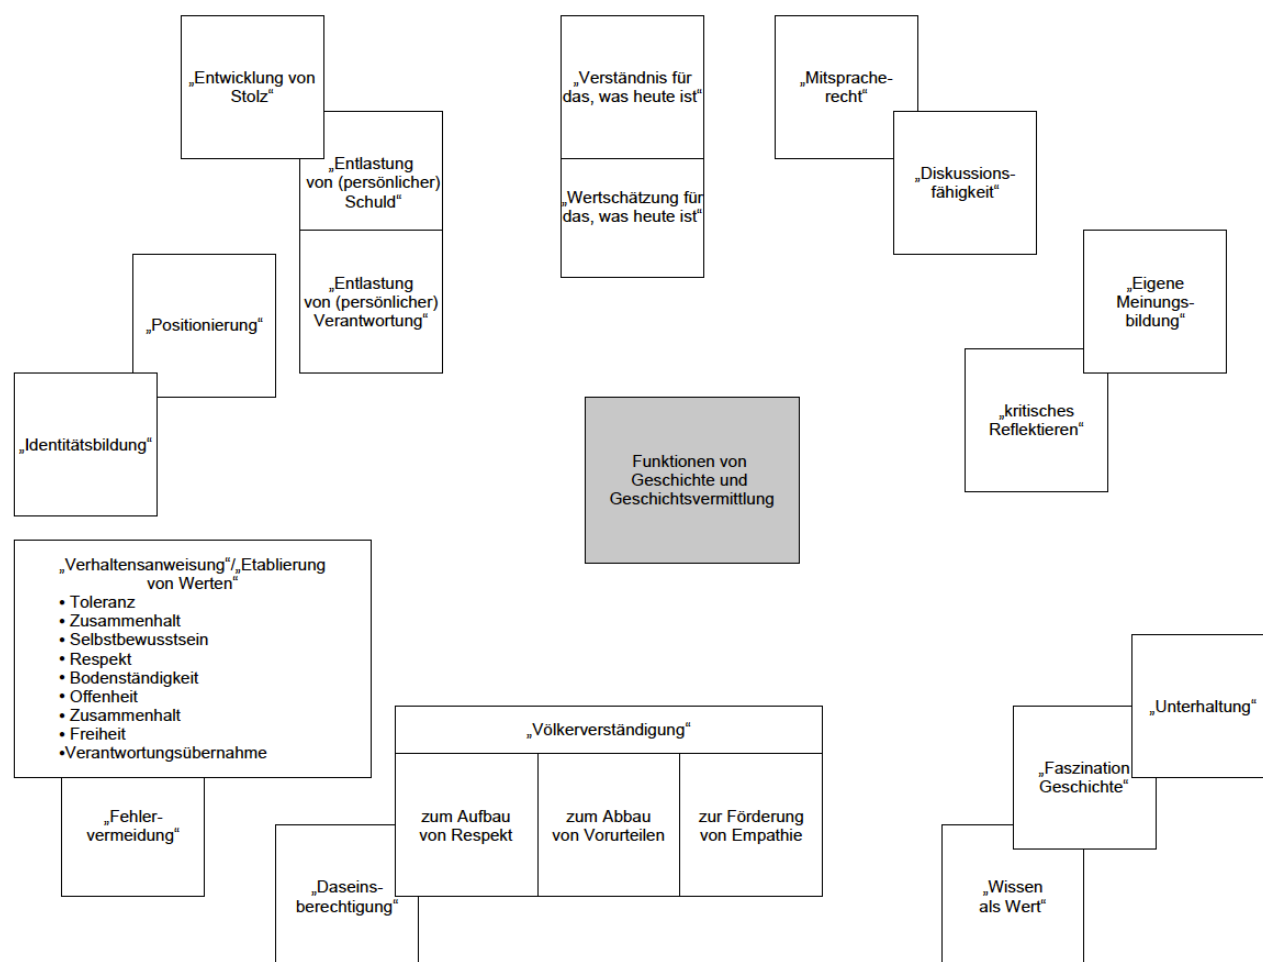 „Entwicklung von
Stolz“
„Entlastung
von (persönlicher)
Schuld“
„Entlastung
von (persönlicher)
Verantwortung“
„Verständnis für
das, was heute ist“
„Wertschätzung für
das, was heute ist“
„Mitsprache-
recht“
„Diskussions-
fähigkeit“
„Eigene
Meinungs-
bildung“
„kritisches
Reflektieren“
„Positionierung“
„Identitätsbildung“
Funktionen von
Geschichte und
Geschichtsvermittlung
„Verhaltensanweisung“/„Etablierung
von Werten“
• Toleranz
• Zusammenhalt
• Selbstbewusstsein
• Respekt
• Bodenständigkeit
• Offenheit
• Zusammenhalt
• Freiheit
•Verantwortungsübernahme
„Fehler-
vermeidung“
„Daseins-
berechtigung“
„Völkerverständigung“
zum Aufbau
von Respekt
zum Abbau
von Vorurteilen
zur Förderung
von Empathie
„Unterhaltung“
„Faszination
Geschichte“
„Wissen
als Wert“